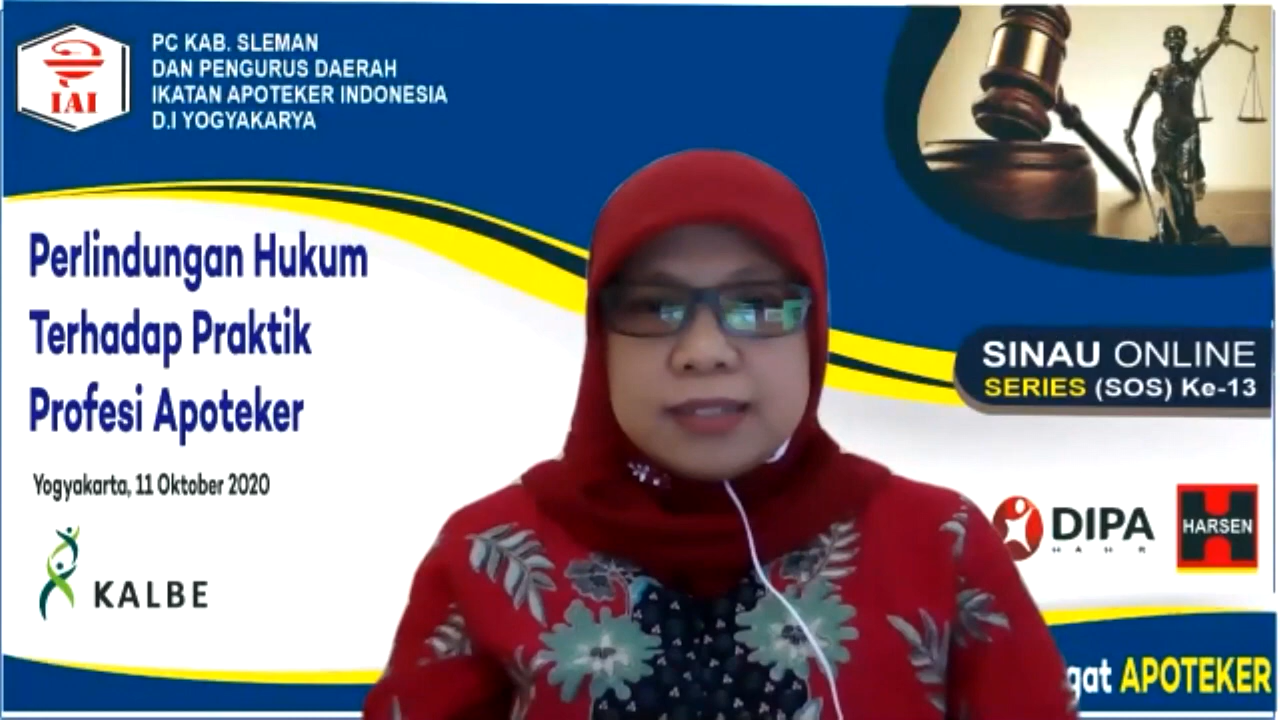 IAI
PC KAB. SLEMAN
DAN PENGURUS DAERAH
IKATAN APOTEKER INDONESIA
D.I YOGYAKARYA
Perlindungan Hukum
Terhadap Praktik
Profesi Apoteker
Yogyakarta, 11 Oktober 2020
KALBE
SINAU ONLINE
SERIES (SOS) Ke-13
DIPA
HARSEN
gat APOTEKER